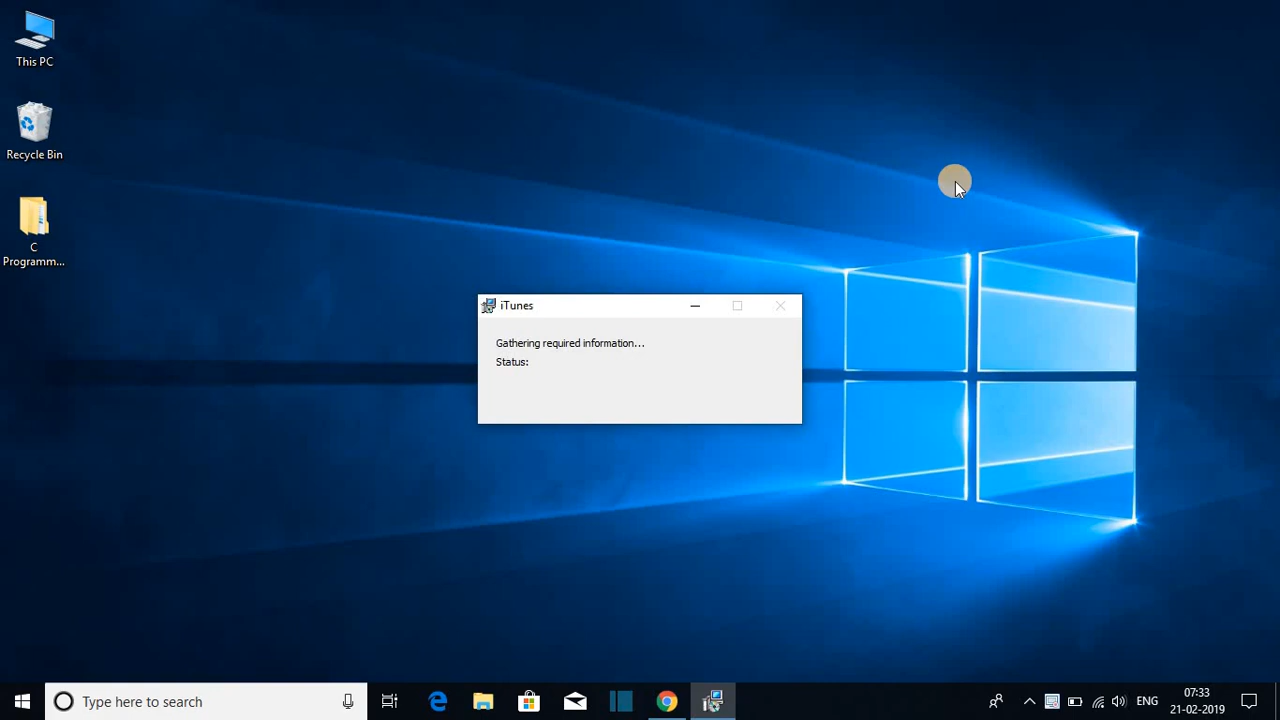 This PC
Recycle Bin
C
Programm...
iTunes
Gathering required information...
Status:
Type here to search
ENG
07:33
21-02-2019